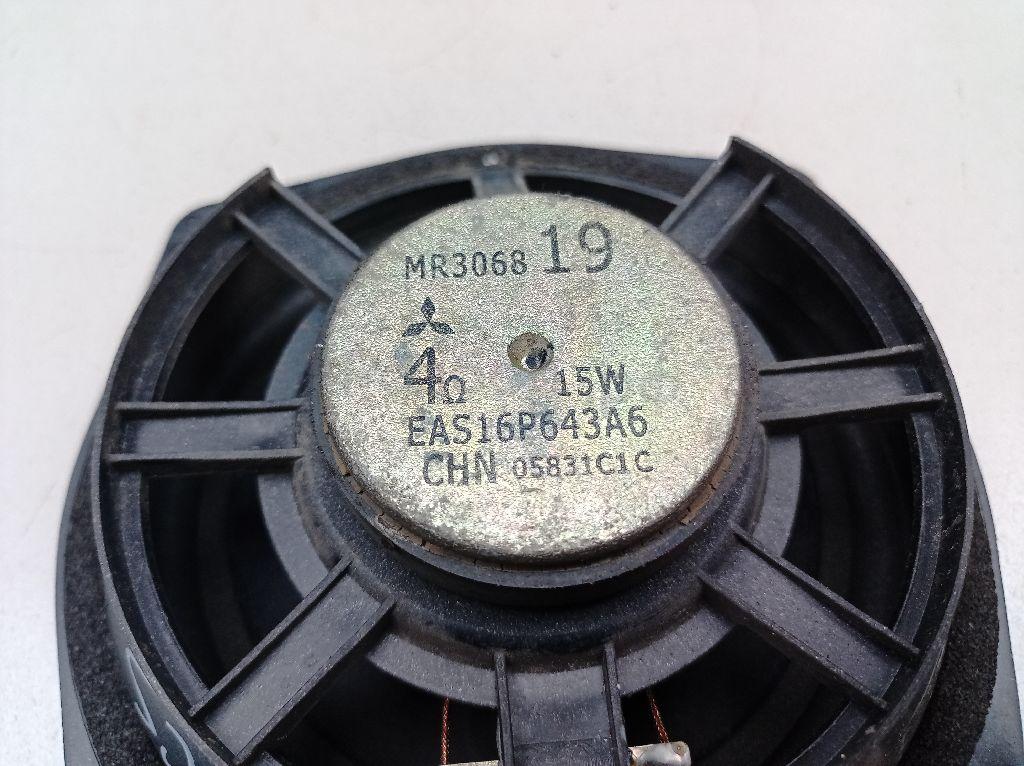 MR3068 19
4Ω 15W
EAS16P643A6
CHN 05831C1C